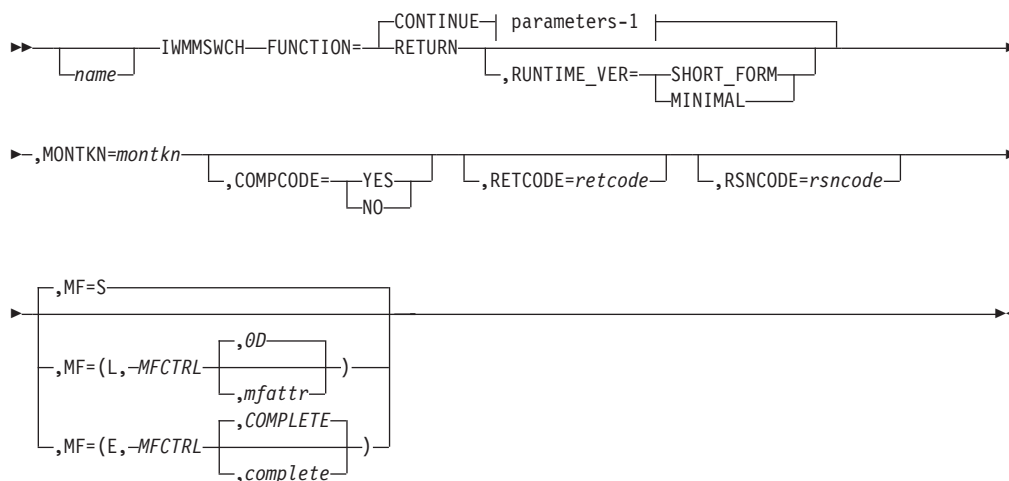 CONTINUE parameters-1
name IWMMSWCH FUNCTION= RETURN
,RUNTIME_VER= SHORT_FORM
MINIMAL
,MONTKN=montkn
,COMPCODE= YES ,RETCODE=retcode ,RSNCODE=rsncode
NO
,MF=S
,0D
,MF=(L, MFCTRL )
,mfattr
,COMPLETE
,MF=(E, MFCTRL )
,complete